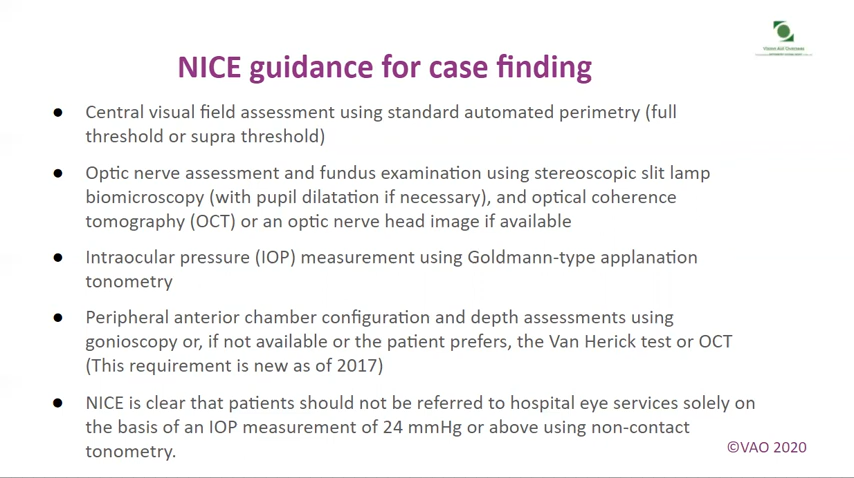 Vision Aid Overseas
NICE guidance for case finding
● Central visual field assessment using standard automated perimetry (full
threshold or supra threshold)
● Optic nerve assessment and fundus examination using stereoscopic slit lamp
biomicroscopy (with pupil dilatation if necessary), and optical coherence
tomography (OCT) or an optic nerve head image if available
● Intraocular pressure (IOP) measurement using Goldmann-type applanation
tonometry
● Peripheral anterior chamber configuration and depth assessments using
gonioscopy or, if not available or the patient prefers, the Van Herick test or OCT
(This requirement is new as of 2017)
● NICE is clear that patients should not be referred to hospital eye services solely on
the basis of an IOP measurement of 24 mmHg or above using non-contact
tonometry.
©VAO 2020